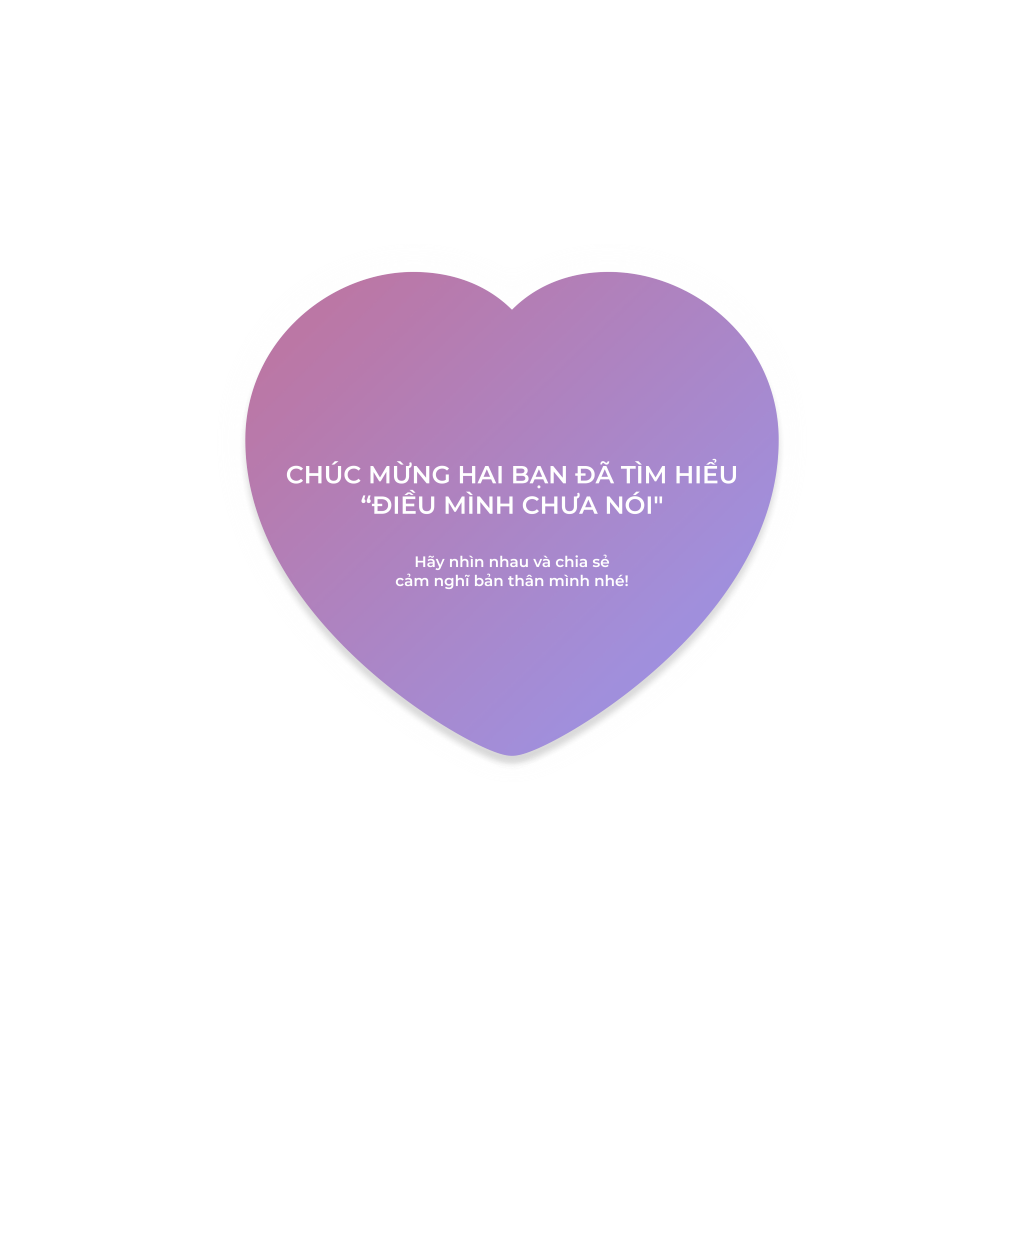 CHÚC MỪNG HAI BẠN ĐÃ TÌM HIỂU
“ĐIỀU MÌNH CHƯA NÓI"
Hãy nhìn nhau và chia sẻ
cảm nghĩ bản thân mình nhé!